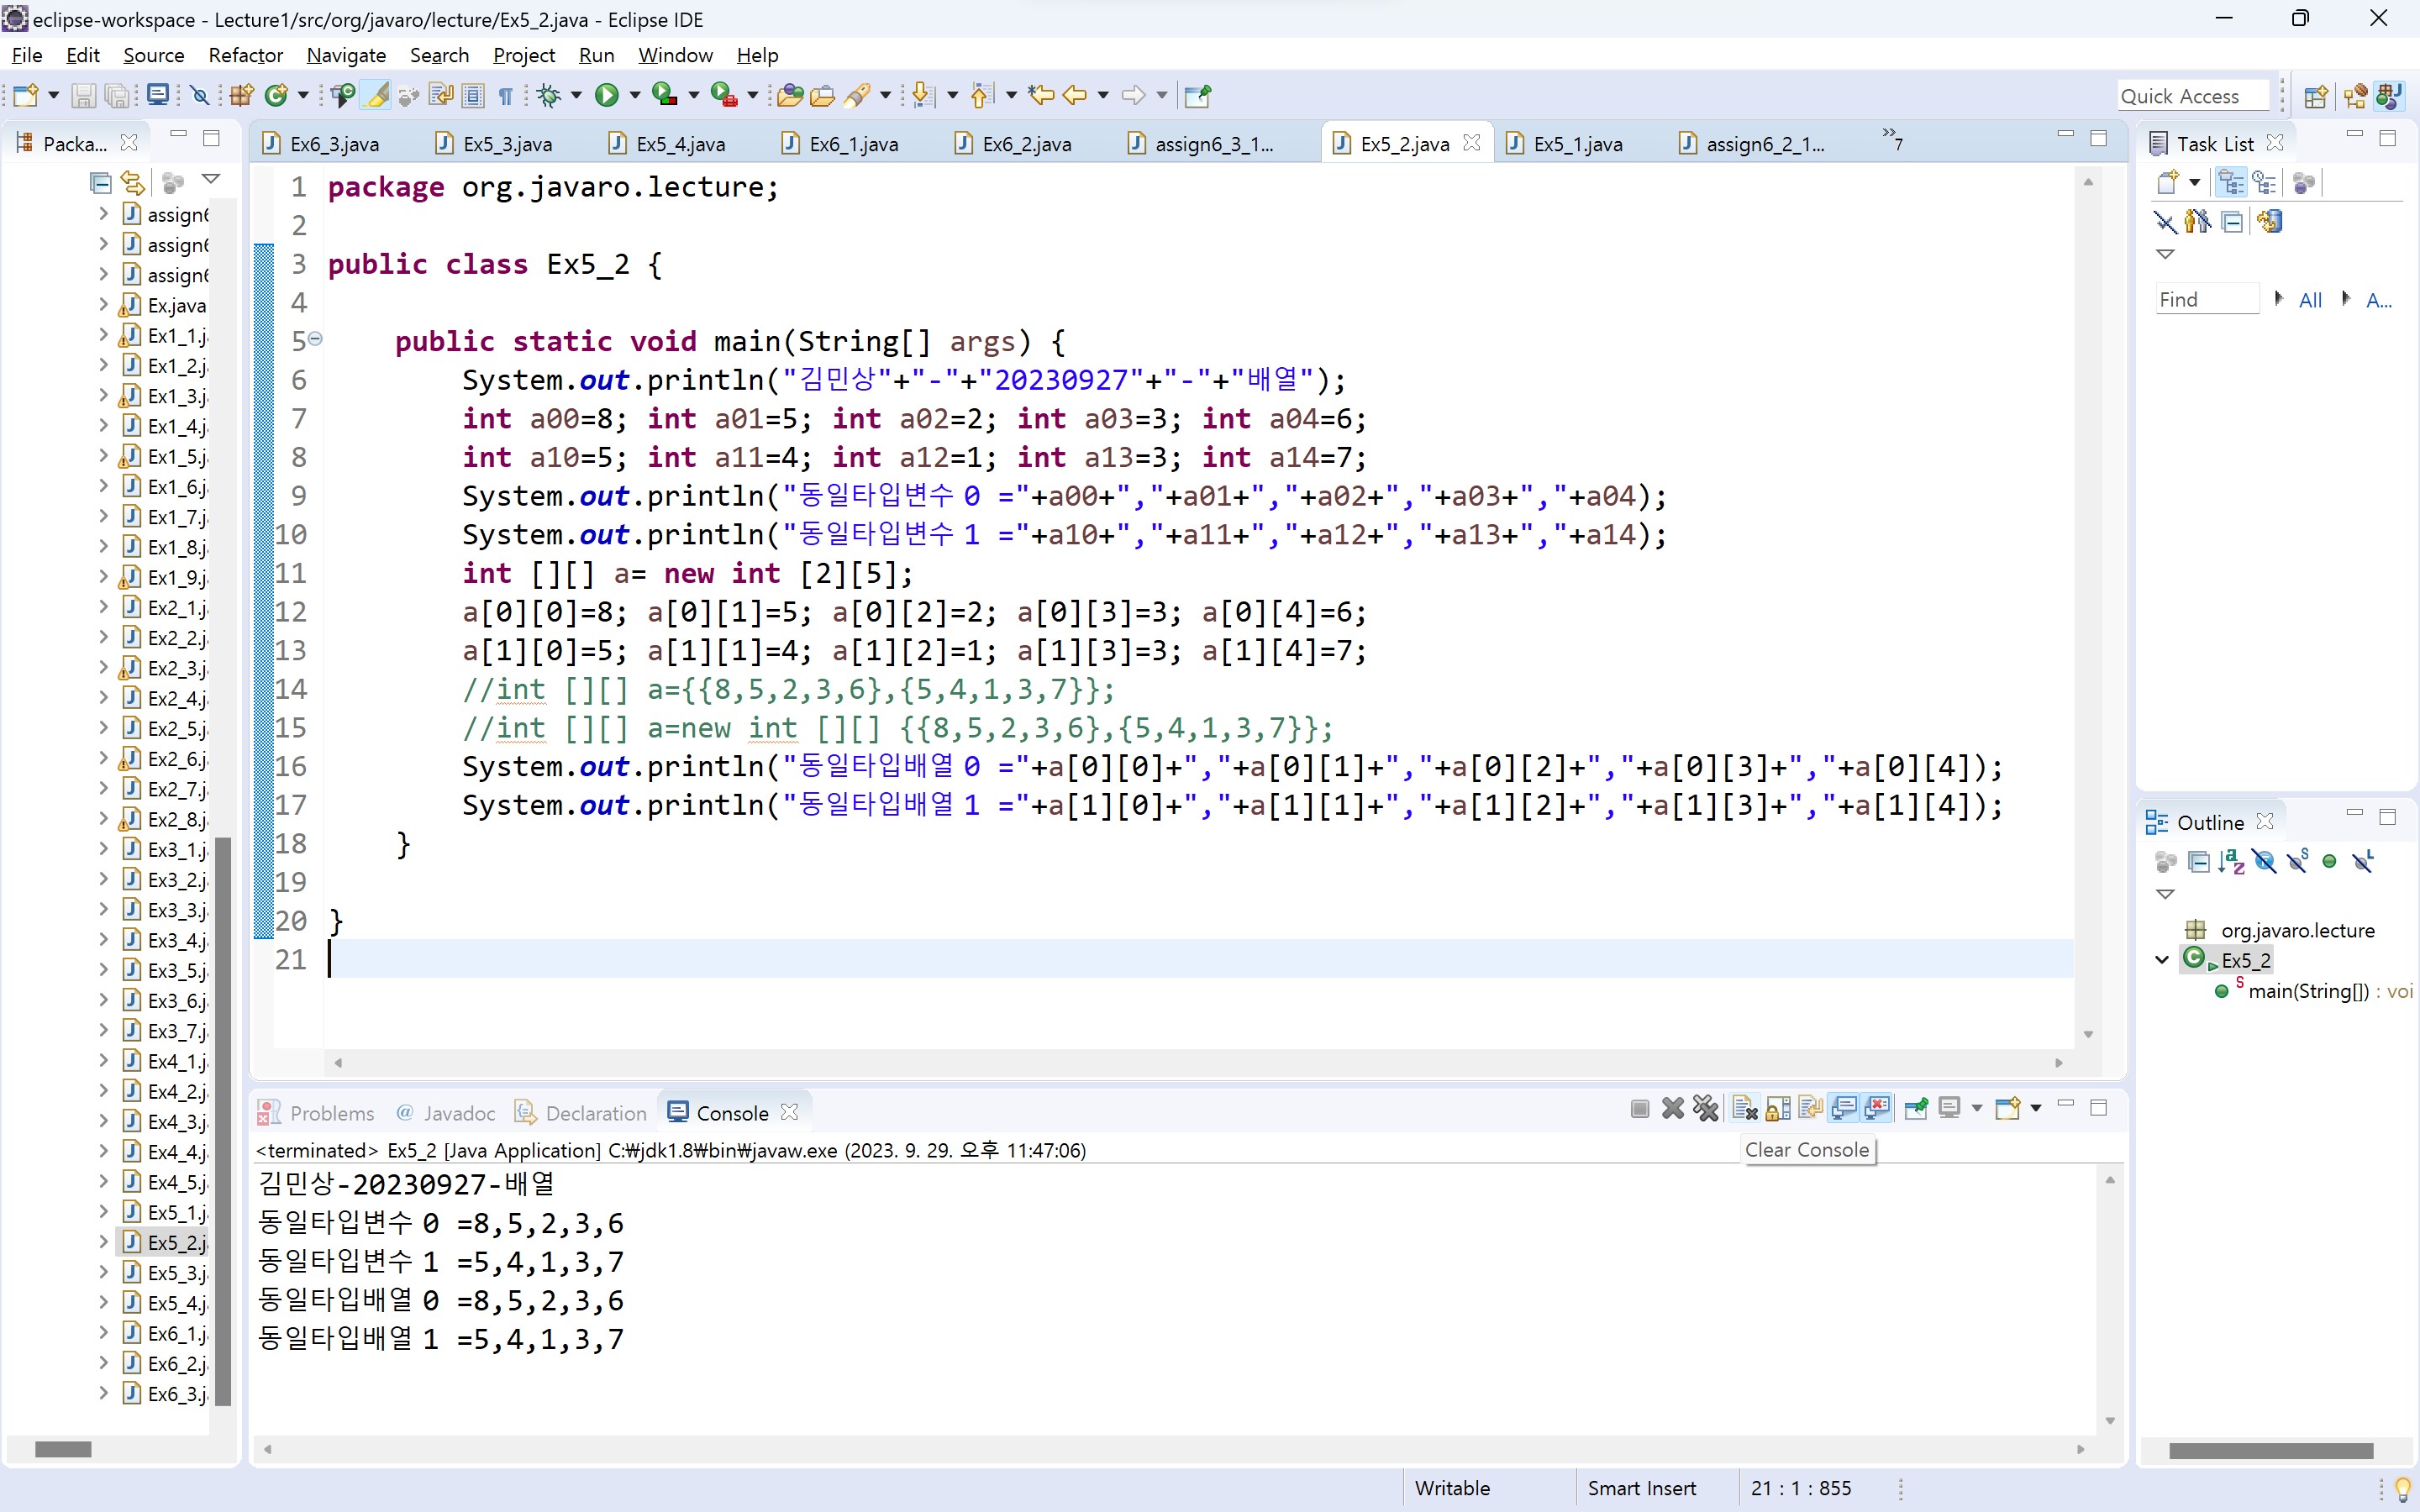 eclipse-workspace - Lecture1/src/org/javaro/lecture/Ex5_2.java - Eclipse IDE
File Edit Source Refactor Navigate Search Project Run Window Help
Quick Access
Packa...
assign6
assign6
assign6
Ex.java
Ex1_1.j
Ex1_2.j
Ex1_3.j
Ex1_4.j
Ex1_5.j
Ex1_6.j
Ex1_7.j
Ex1_8.j
Ex1_9.j
Ex2_1.j
Ex2_2.j
Ex2_3.j
Ex2_4.j
Ex2_5.j
Ex2_6.j
Ex2_7.j
Ex2_8.j
Ex3_1.j
Ex3_2.j
Ex3_3.j
Ex3_4.j
Ex3_5.j
Ex3_6.j
Ex3_7.j
Ex4_1.j
Ex4_2.j
Ex4_3.j
Ex4_4.j
Ex4_5.j
Ex5_1.j
Ex5_2.j
Ex5_3.j
Ex5_4.j
Ex6_1.j
Ex6_2.j
Ex6_3.j
Ex6_3.java Ex5_3.java Ex5_4.java Ex6_1.java Ex6_2.java assign6_3_1... Ex5_2.java Ex5_1.java assign6_2_1... »7
1 package org.javaro.lecture;
2
3 public class Ex5_2 {
4
5 public static void main(String[] args) {
6 System.out.println("김민상"+"-"+"20230927"+"-"+"배열");
7 int a00=8; int a01=5; int a02=2; int a03=3; int a04=6;
8 int a10=5; int a11=4; int a12=1; int a13=3; int a14=7;
9 System.out.println("동일타입변수 0 ="+a00+","+a01+","+a02+","+a03+","+a04);
10 System.out.println("동일타입변수 1 ="+a10+","+a11+","+a12+","+a13+","+a14);
11 int [][] a= new int [2][5];
12 a[0][0]=8; a[0][1]=5; a[0][2]=2; a[0][3]=3; a[0][4]=6;
13 a[1][0]=5; a[1][1]=4; a[1][2]=1; a[1][3]=3; a[1][4]=7;
14 //int [][] a={{8,5,2,3,6},{5,4,1,3,7}};
15 //int [][] a=new int [][] {{8,5,2,3,6},{5,4,1,3,7}};
16 System.out.println("동일타입배열 0 ="+a[0][0]+","+a[0][1]+","+a[0][2]+","+a[0][3]+","+a[0][4]);
17 System.out.println("동일타입배열 1 ="+a[1][0]+","+a[1][1]+","+a[1][2]+","+a[1][3]+","+a[1][4]);
18 }
19
20 }
21
Problems @ Javadoc Declaration Console
Clear Console
<terminated> Ex5_2 [Java Application] C:₩jdk1.8₩bin₩javaw.exe (2023. 9. 29. 오후 11:47:06)
김민상-20230927-배열
동일타입변수 0 =8,5,2,3,6
동일타입변수 1 =5,4,1,3,7
동일타입배열 0 =8,5,2,3,6
동일타입배열 1 =5,4,1,3,7
Task List
Find All A...
Outline
org.javaro.lecture
Ex5_2
main(String[]) : voi
Writable Smart Insert 21 : 1 : 855